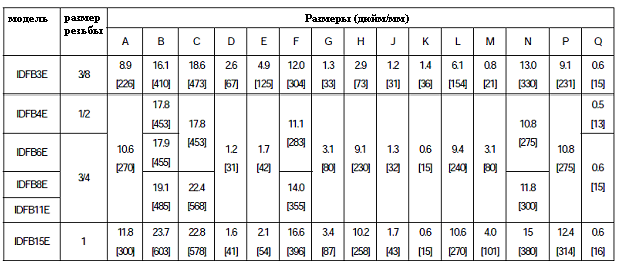 модель размер резьбы Размеры (дюйм/мм)
A B C D E F G H J K L M N P Q
IDFB3E 3/8 8.9 [226] 16.1 [410] 18.6 [473] 2.6 [67] 4.9 [125] 12.0 [304] 1.3 [33] 2.9 [73] 1.2 [31] 1.4 [36] 6.1 [154] 0.8 [21] 13.0 [330] 9.1 [231] 0.6 [15]
IDFB4E 1/2 17.8 [453] 0.5 [13]
17.8 [453] 11.1 [283] 10.8 [275]
IDFB6E 17.9 [455]
3/4 10.6 [270] 1.2 [31] 1.7 [42] 3.1 [80] 9.1 [230] 1.3 [32] 0.6 [15] 9.4 [240] 3.1 [80] 10.8 [275] 0.6 [15]
IDFB8E 19.1 [485] 22.4 [568] 14.0 [355] 11.8 [300]
IDFB11E
IDFB15E 1 11.8 [300] 23.7 [603] 22.8 [578] 1.6 [41] 2.1 [54] 16.6 [396] 3.4 [87] 10.2 [258] 1.7 [43] 0.6 [15] 10.6 [270] 4.0 [101] 15 [380] 12.4 [314] 0.6 [16]